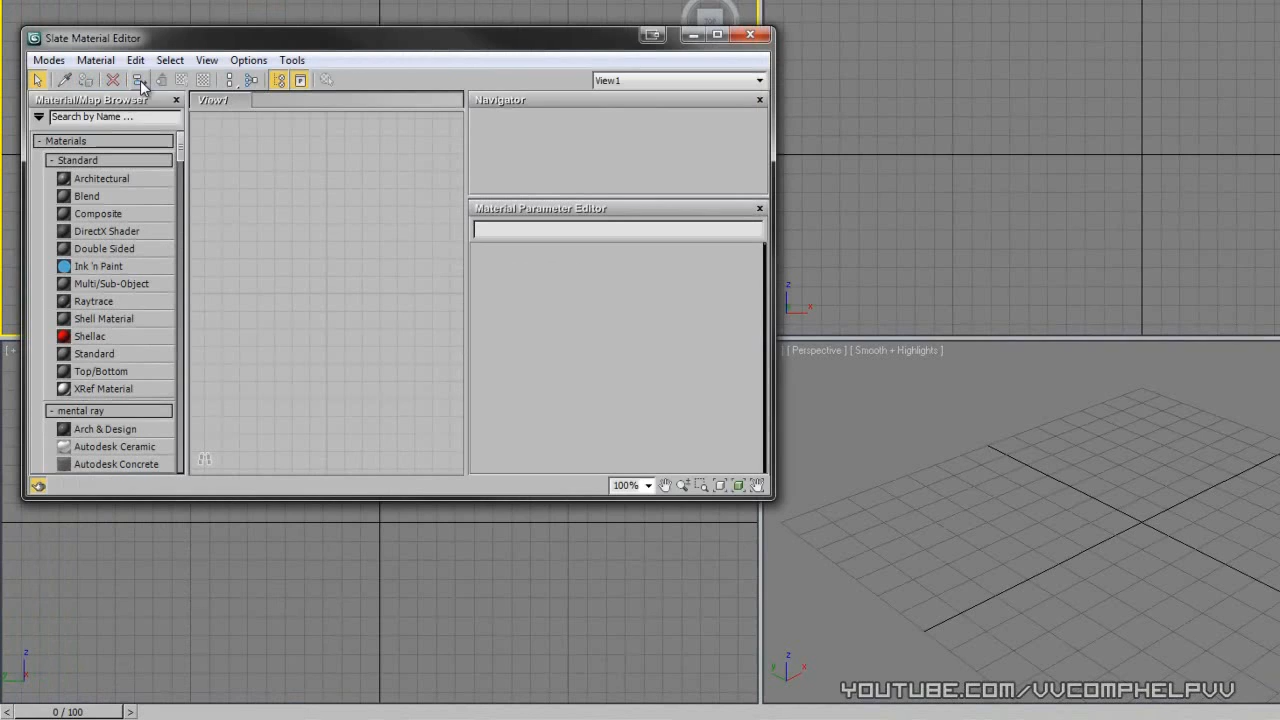 Slate Material Editor
Modes Material Edit Select View Options Tools
View1
Material/Map Browser
View1
Navigator
Search by Name ...
- Materials
- Standard
Architectural
Blend
Composite
DirectX Shader
Double Sided
Ink 'n Paint
Multi/Sub-Object
Raytrace
Shell Material
Shellac
Standard
Top/Bottom
XRef Material
- mental ray
Arch & Design
Autodesk Ceramic
Autodesk Concrete
Material Parameter Editor
100%
z
x
[ +
| Perspective ] [ Smooth + Highlights ]
z
y
x
z
y
x
YOUTUBE.COM/VVCOMPHELPVV
< 0 / 100 >